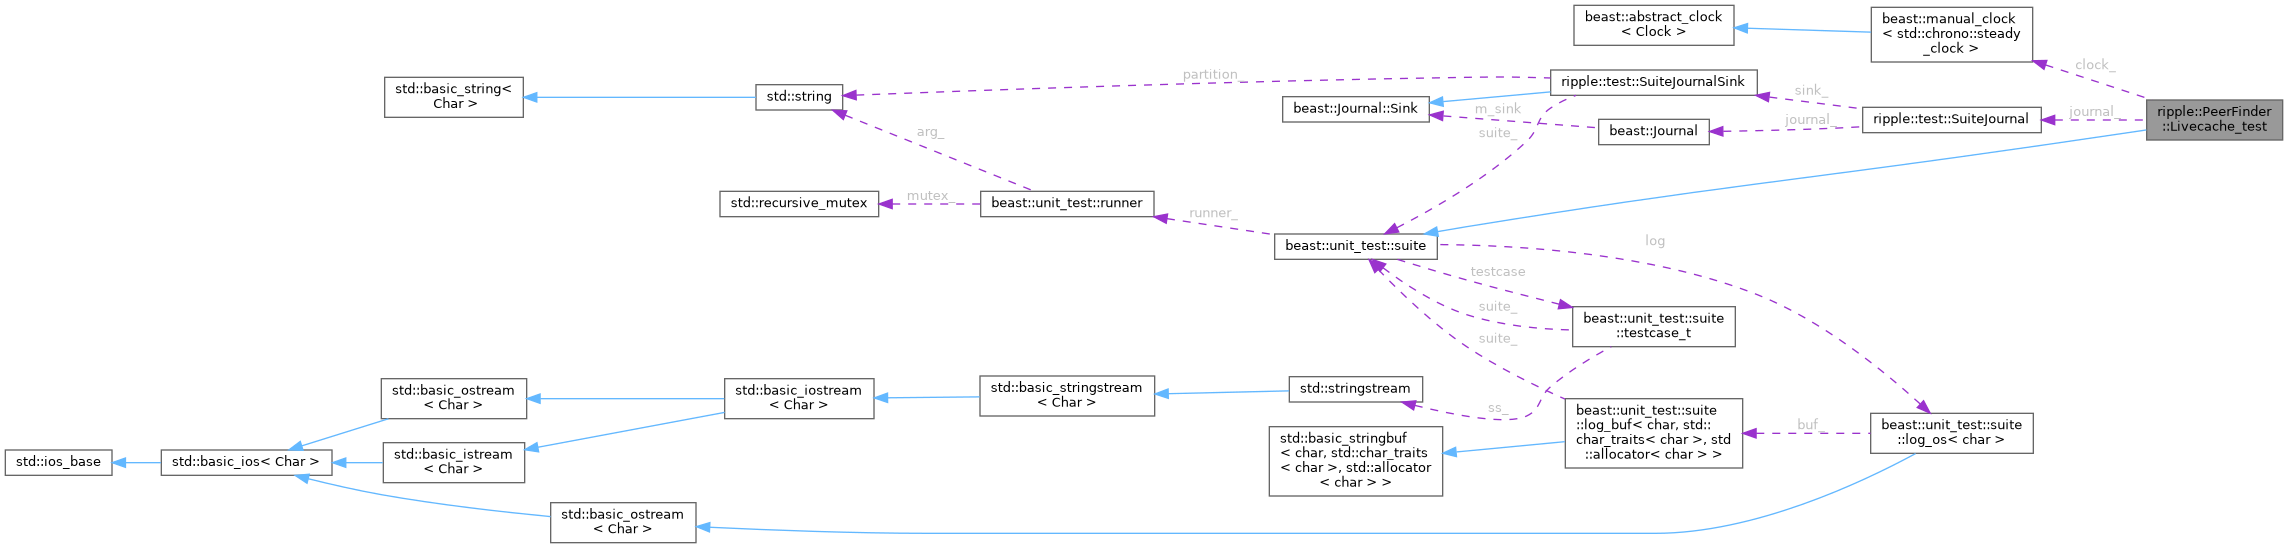 beast::abstract_clock
< Clock >
beast::manual_clock
< std::chrono::steady
_clock >
clock_
partition
ripple::test::SuiteJournalSink
std::basic_string<
Char >
std::string
beast::Journal::Sink
m_sink
sink_
ripple::PeerFinder
::Livecache_test
journal_
ripple::test::SuiteJournal
journal_
beast::Journal
arg_
suite_
std::recursive_mutex
mutex_
beast::unit_test::runner
runner_
beast::unit_test::suite
log
testcase
suite_
beast::unit_test::suite
::testcase_t
suite_
std::basic_ostream
< Char >
std::basic_iostream
< Char >
std::basic_stringstream
< Char >
std::stringstream
ss_
beast::unit_test::suite
::log_buf< char, std::
char_traits< char >, std
::allocator< char > >
buf_
beast::unit_test::suite
::log_os< char >
std::basic_stringbuf
< char, std::char_traits
< char >, std::allocator
< char > >
std::ios_base
std::basic_ios< Char >
std::basic_istream
< Char >
std::basic_ostream
< Char >